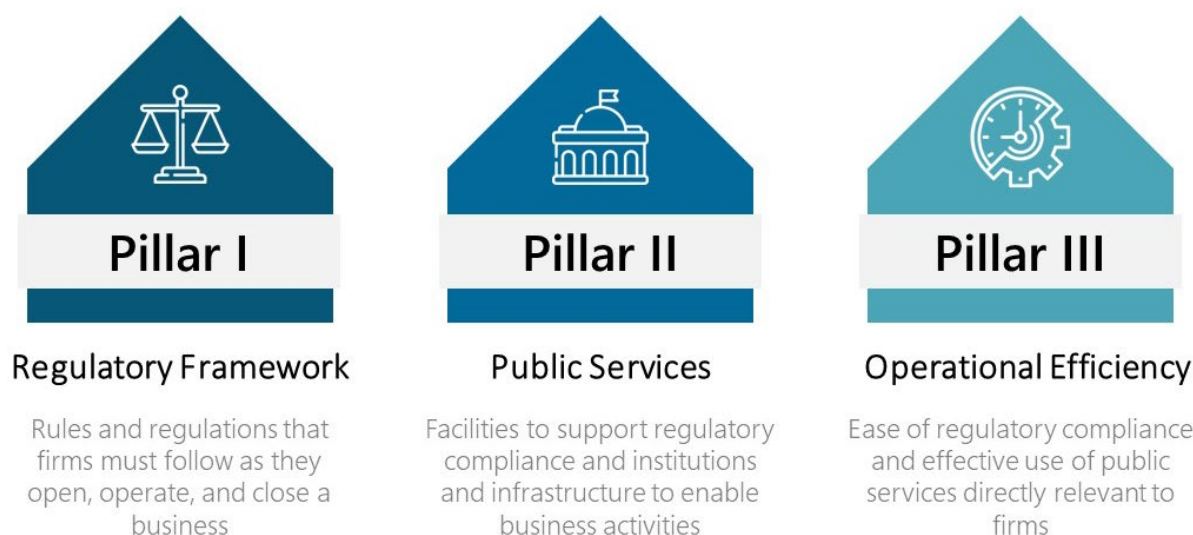 Pillar I
Pillar II
Pillar III
Regulatory Framework
Public Services
Operational Efficiency
Rules and regulations that
firms must follow as they
open, operate, and close a
business
Facilities to support regulatory
compliance and institutions
and infrastructure to enable
business activities
Ease of regulatory compliance
and effective use of public
services directly relevant to
firms